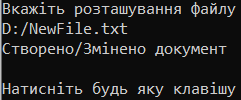 Вкажіть розташування файлу
D:/NewFile.txt
Створено/Змінено документ
Натисніть будь яку клавішу